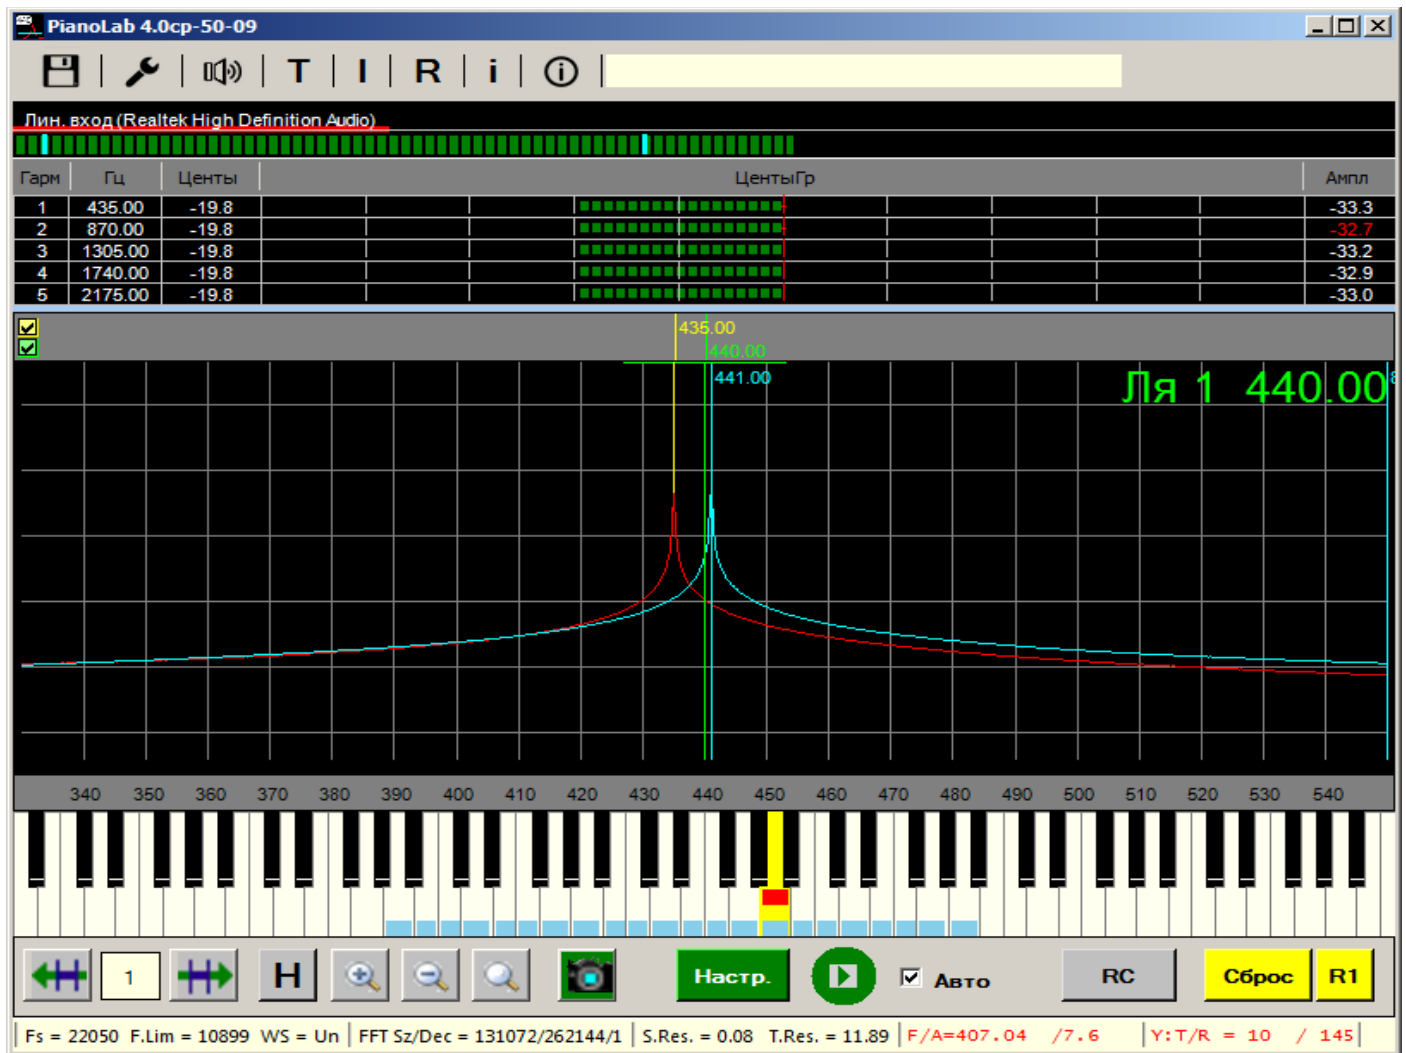 PianoLab 4.0cp-50-09
T I R i i
Лин. вход (Realtek High Definition Audio)
Гарм Гц Центы ЦентыГр Ампл
1 435.00 -19.8 -33.3
2 870.00 -19.8 -32.7
3 1305.00 -19.8 -33.2
4 1740.00 -19.8 -32.9
5 2175.00 -19.8 -33.0
435.00
440.00
441.00
Ля 1 440.00
8
340 350 360 370 380 390 400 410 420 430 440 450 460 470 480 490 500 510 520 530 540
1 H Настр. Авто RC Сброс R1
Fs = 22050 F.Lim = 10899 WS = Un FFT Sz/Dec = 131072/262144/1 S.Res. = 0.08 T.Res. = 11.89 F/A=407.04 /7.6 Y:T/R = 10 / 145